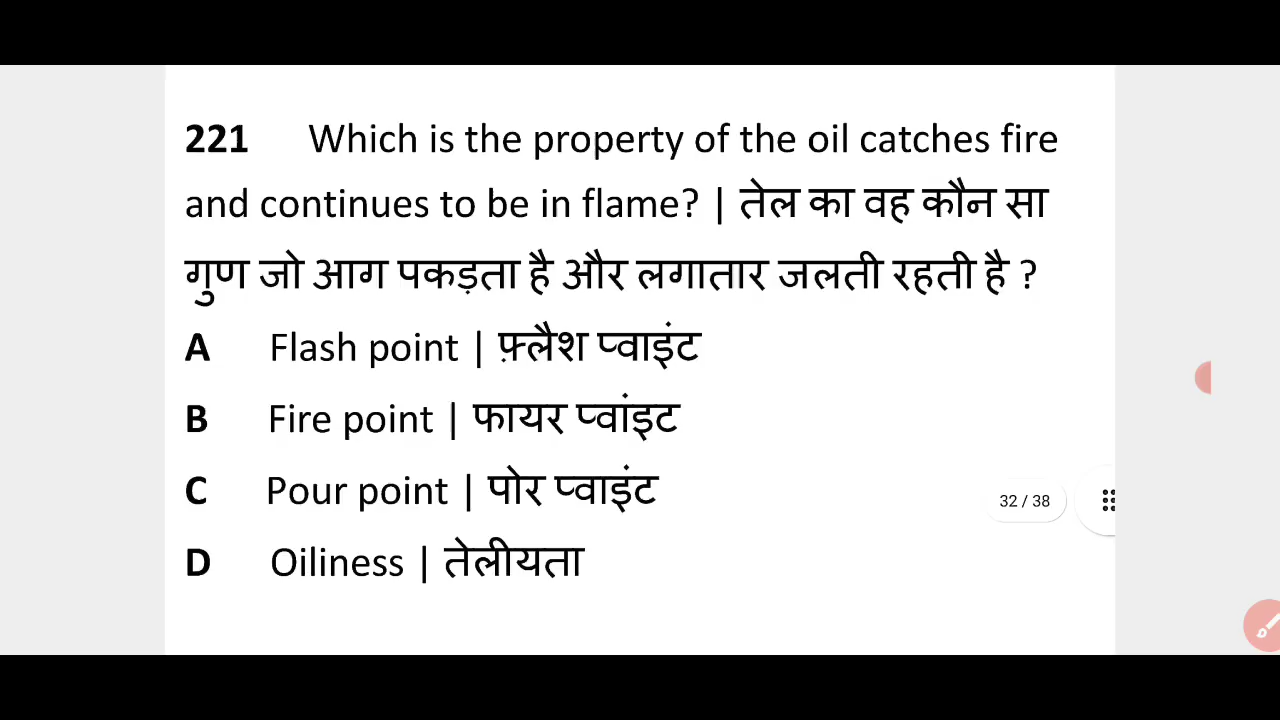 221 Which is the property of the oil catches fire
and continues to be in flame? | तेल का वह कौन सा
गुण जो आग पकड़ता है और लगातार जलती रहती है ?
A Flash point | फ़्लैश प्वाइंट
B Fire point | फायर प्वांइट
C Pour point | पोर प्वाइंट
32 / 38
D Oiliness | तेलीयता